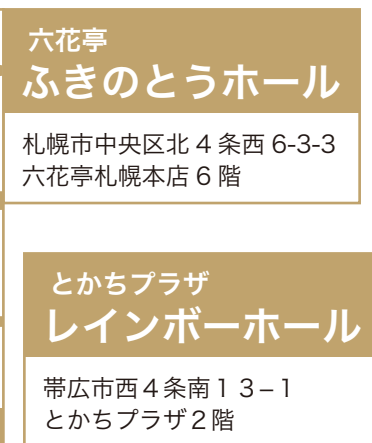 六花亭
ふきのとうホール
札幌市中央区北 4 条西 6-3-3
六花亭札幌本店 6 階
とかちプラザ
レインボーホール
帯広市西４条南１３−１
とかちプラザ２階